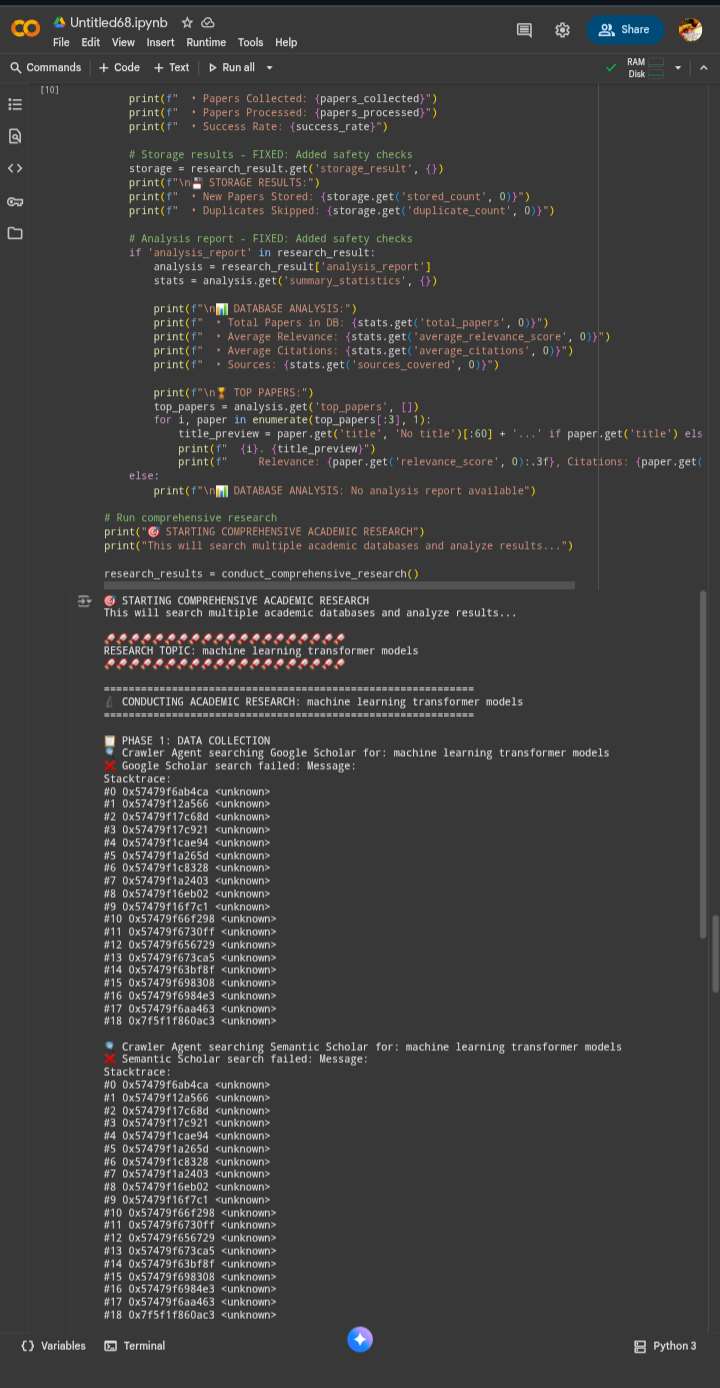 CO
Untitled68.ipynb
File Edit View Insert Runtime Tools Help
Share
Commands + Code + Text Run all
RAM
Disk
[10]
print(f"  • Papers Collected: {papers_collected}")
print(f"  • Papers Processed: {papers_processed}")
print(f"  • Success Rate: {success_rate}")
# Storage results - FIXED: Added safety checks
storage = research_result.get('storage_result', {})
print(f"\n💾 STORAGE RESULTS:")
print(f"  • New Papers Stored: {storage.get('stored_count', 0)}")
print(f"  • Duplicates Skipped: {storage.get('duplicate_count', 0)}")
# Analysis report - FIXED: Added safety checks
if 'analysis_report' in research_result:
analysis = research_result['analysis_report']
stats = analysis.get('summary_statistics', {})
print(f"\n📊 DATABASE ANALYSIS:")
print(f"  • Total Papers in DB: {stats.get('total_papers', 0)}")
print(f"  • Average Relevance: {stats.get('average_relevance_score', 0)}")
print(f"  • Average Citations: {stats.get('average_citations', 0)}")
print(f"  • Sources: {stats.get('sources_covered', 0)}")
print(f"\n🏆 TOP PAPERS:")
top_papers = analysis.get('top_papers', [])
for i, paper in enumerate(top_papers[:3], 1):
title_preview = paper.get('title', 'No title')[:60] + '...' if paper.get('title') els
print(f"  {i}. {title_preview}")
print(f"     Relevance: {paper.get('relevance_score', 0):.3f}, Citations: {paper.get(
else:
print(f"\n📊 DATABASE ANALYSIS: No analysis report available")
# Run comprehensive research
print("🎯 STARTING COMPREHENSIVE ACADEMIC RESEARCH")
print("This will search multiple academic databases and analyze results...")
research_results = conduct_comprehensive_research()
🎯 STARTING COMPREHENSIVE ACADEMIC RESEARCH
This will search multiple academic databases and analyze results...
RESEARCH TOPIC: machine learning transformer models
============================================================
CONDUCTING ACADEMIC RESEARCH: machine learning transformer models
============================================================
📋 PHASE 1: DATA COLLECTION
Crawler Agent searching Google Scholar for: machine learning transformer models
❌ Google Scholar search failed: Message:
Stacktrace:
#0 0x57479f6ab4ca <unknown>
#1 0x57479f12a566 <unknown>
#2 0x57479f17c68d <unknown>
#3 0x57479f17c921 <unknown>
#4 0x57479f1cae94 <unknown>
#5 0x57479f1a265d <unknown>
#6 0x57479f1c8328 <unknown>
#7 0x57479f1a2403 <unknown>
#8 0x57479f16eb02 <unknown>
#9 0x57479f16f7c1 <unknown>
#10 0x57479f66f298 <unknown>
#11 0x57479f6730ff <unknown>
#12 0x57479f656729 <unknown>
#13 0x57479f673ca5 <unknown>
#14 0x57479f63bf8f <unknown>
#15 0x57479f698308 <unknown>
#16 0x57479f6984e3 <unknown>
#17 0x57479f6aa463 <unknown>
#18 0x7f5f1f860ac3 <unknown>
Crawler Agent searching Semantic Scholar for: machine learning transformer models
❌ Semantic Scholar search failed: Message:
Stacktrace:
#0 0x57479f6ab4ca <unknown>
#1 0x57479f12a566 <unknown>
#2 0x57479f17c68d <unknown>
#3 0x57479f17c921 <unknown>
#4 0x57479f1cae94 <unknown>
#5 0x57479f1a265d <unknown>
#6 0x57479f1c8328 <unknown>
#7 0x57479f1a2403 <unknown>
#8 0x57479f16eb02 <unknown>
#9 0x57479f16f7c1 <unknown>
#10 0x57479f66f298 <unknown>
#11 0x57479f6730ff <unknown>
#12 0x57479f656729 <unknown>
#13 0x57479f673ca5 <unknown>
#14 0x57479f63bf8f <unknown>
#15 0x57479f698308 <unknown>
#16 0x57479f6984e3 <unknown>
#17 0x57479f6aa463 <unknown>
#18 0x7f5f1f860ac3 <unknown>
Variables Terminal Python 3